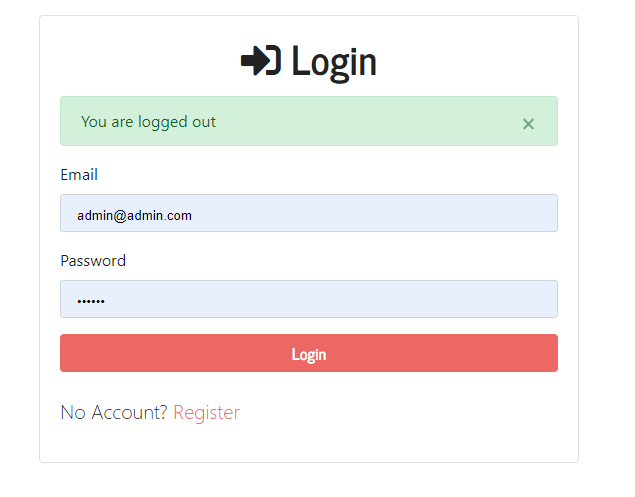 Login
You are logged out ×
Email
admin@admin.com
Password
••••••
Login
No Account? Register